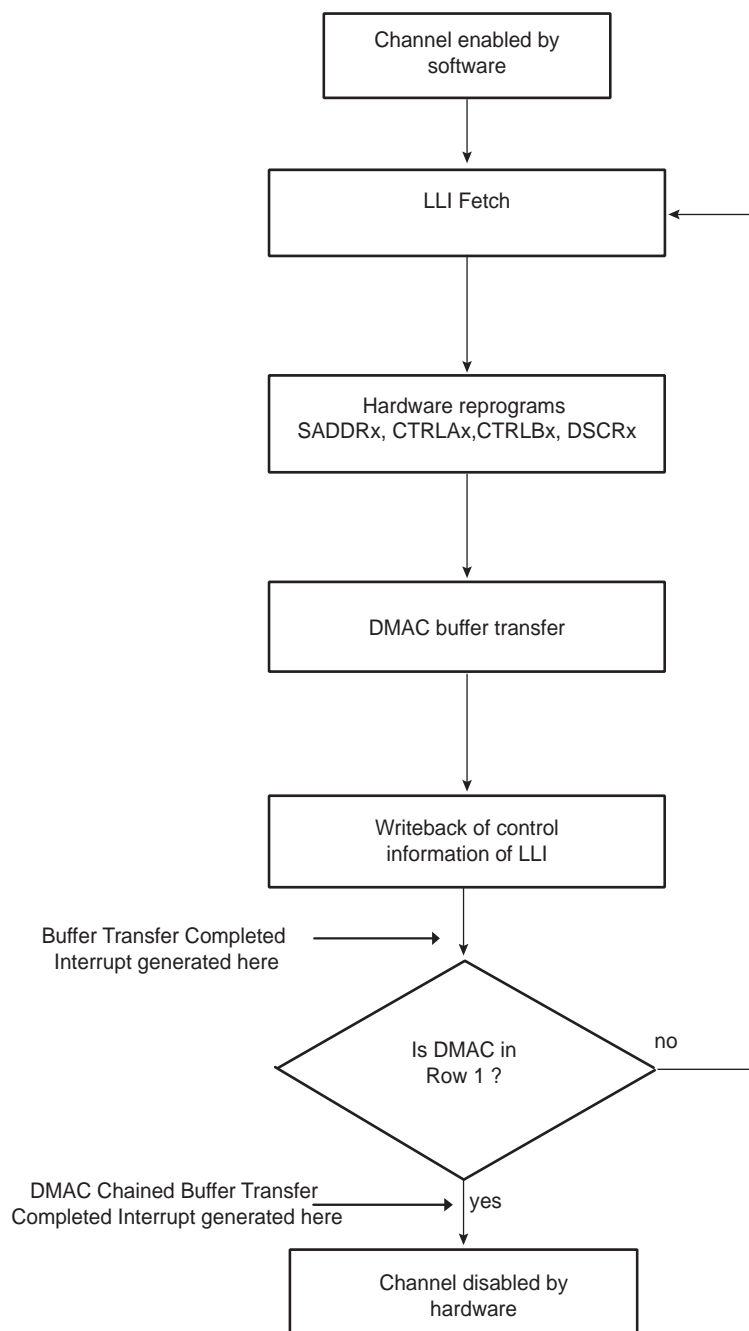 Channel enabled by
software
LLI Fetch
Hardware reprograms
SADDRx, CTRLAx,CTRLBx, DSCRx
DMAC buffer transfer
Writeback of control
information of LLI
Buffer Transfer Completed
Interrupt generated here
Is DMAC in
Row 1 ?
no
DMAC Chained Buffer Transfer
Completed Interrupt generated here
yes
Channel disabled by
hardware